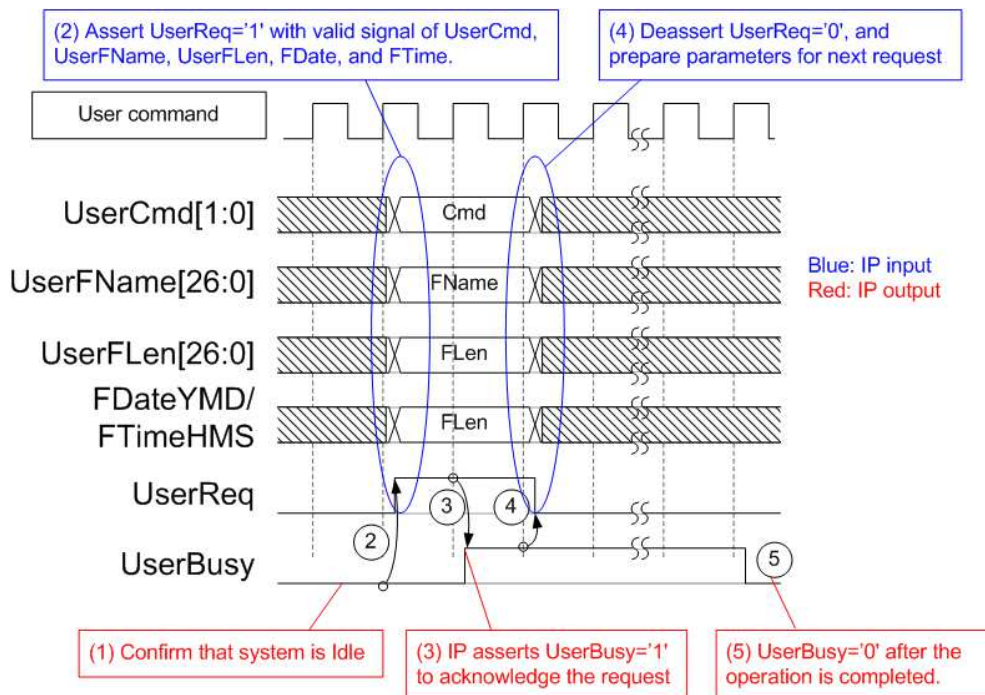 (2) Assert UserReq='1' with valid signal of UserCmd,
UserFName, UserFLen, FDate, and FTime.
(4) Deassert UserReq='0', and
prepare parameters for next request
User command
UserCmd[1:0]
Cmd
UserFName[26:0]
FName
Blue: IP input
Red: IP output
UserFLen[26:0]
FLen
FDateYMD/
FTimeHMS
FLen
UserReq
3
4
2
UserBusy
5
(1) Confirm that system is Idle
(3) IP asserts UserBusy='1'
to acknowledge the request
(5) UserBusy='0' after the
operation is completed.